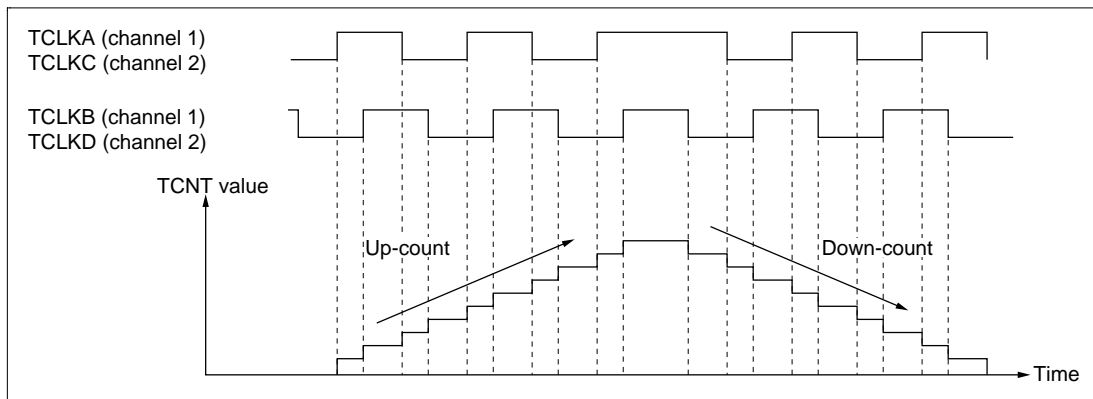 TCLKA (channel 1)
TCLKC (channel 2)
TCLKB (channel 1)
TCLKD (channel 2)
TCNT value
Up-count
Down-count
Time